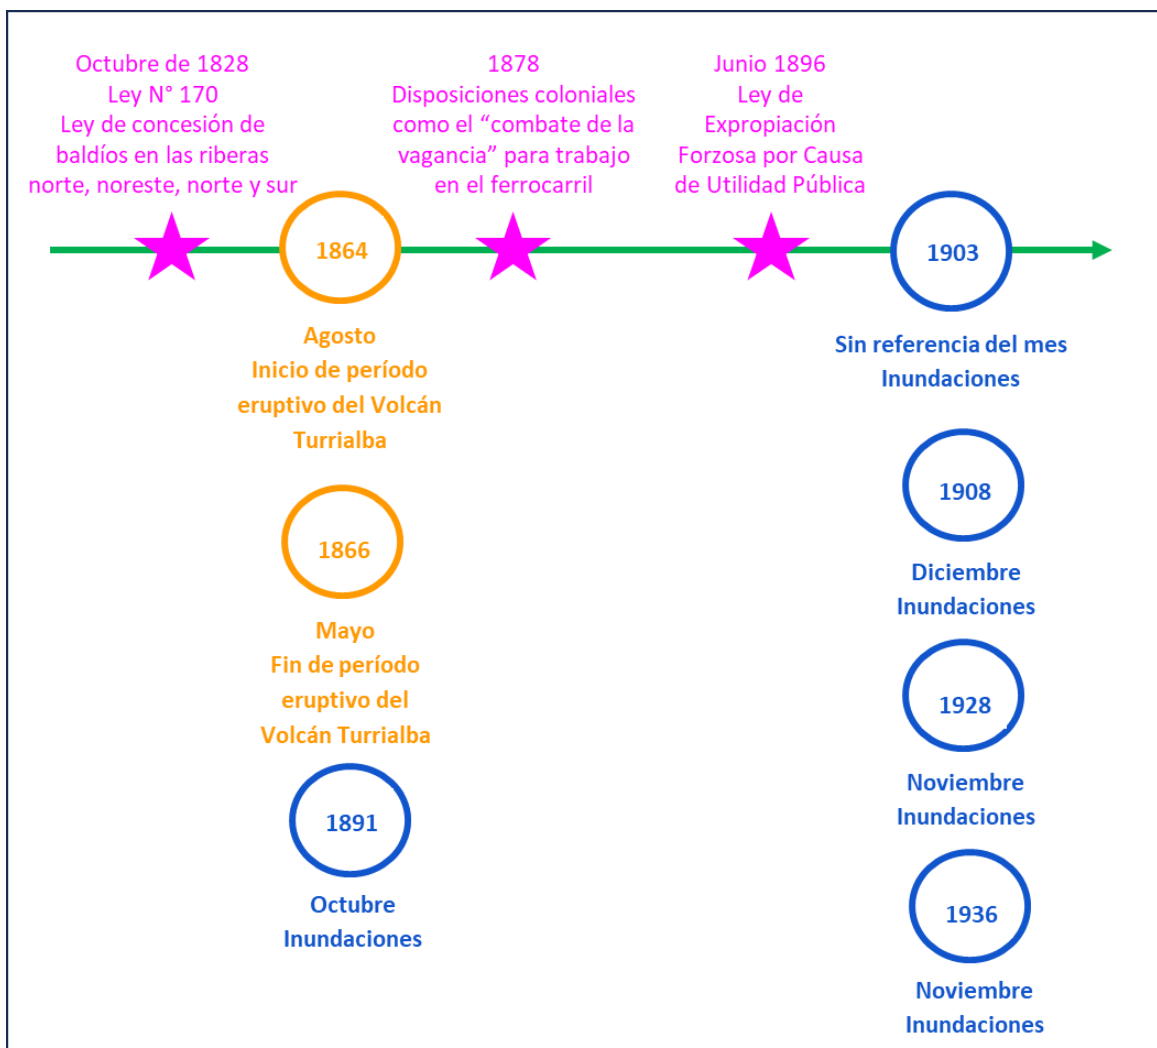 Octubre de 1828
Ley N° 170
Ley de concesión de
baldíos en las riberas
norte, noreste, norte y sur
1878
Disposiciones coloniales
como el “combate de la
vagancia” para trabajo
en el ferrocarril
Junio 1896
Ley de
Expropiación
Forzosa por Causa
de Utilidad Pública
1864
Agosto
Inicio de período
eruptivo del Volcán
Turrialba
1866
Mayo
Fin de período
eruptivo del
Volcán Turrialba
1891
Octubre
Inundaciones
1903
Sin referencia del mes
Inundaciones
1908
Diciembre
Inundaciones
1928
Noviembre
Inundaciones
1936
Noviembre
Inundaciones